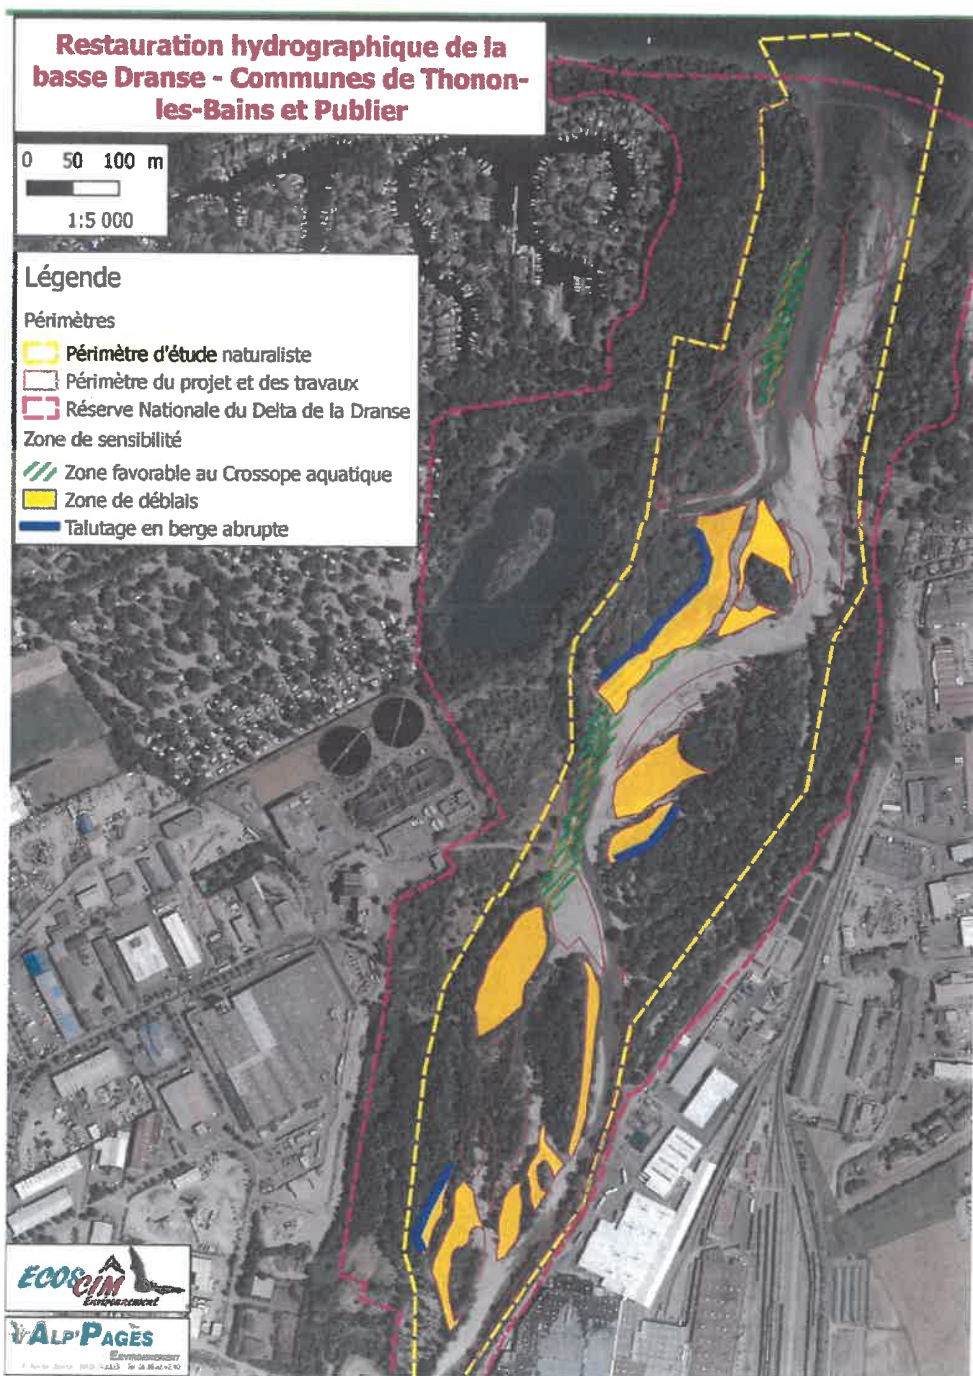 Restauration hydrographique de la
basse Dranse - Communes de Thonon-
les-Bains et Publier
0 50 100 m
1:5 000
Légende
Périmètres
Périmètre d'étude naturaliste
Périmètre du projet et des travaux
Réserve Nationale du Delta de la Dranse
Zone de sensibilité
Zone favorable au Crossope aquatique
Zone de déblais
Talutage en berge abrupte
ECOSCIM
Environnement
ALP'PAGES
ENVIRONNEMENT